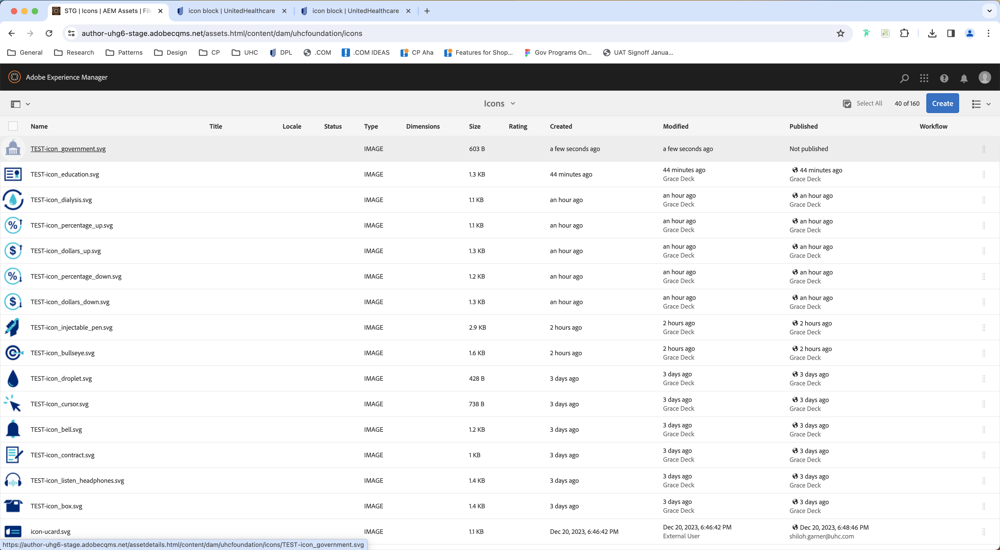 STG | Icons | AEM Assets | File
icon block | UnitedHealthcare
icon block | UnitedHealthcare
author-uhg6-stage.adobecqms.net/assets.html/content/dam/uhcfoundation/icons
General Research Patterns Design CP UHC DPL .COM .COM IDEAS CP Aha Features for Shop... Gov Programs On... UAT Signoff Janua...
Adobe Experience Manager
Icons Select All 40 of 160 Create
Name Title Locale Status Type Dimensions Size Rating Created Modified Published Workflow
TEST-icon_government.svg IMAGE 603 B a few seconds ago a few seconds ago Not published
TEST-icon_education.svg IMAGE 1.3 KB 44 minutes ago 44 minutes ago 44 minutes ago
Grace Deck Grace Deck
TEST-icon_dialysis.svg IMAGE 1.1 KB an hour ago an hour ago an hour ago
Grace Deck Grace Deck
TEST-icon_percentage_up.svg IMAGE 1.1 KB an hour ago an hour ago an hour ago
Grace Deck Grace Deck
TEST-icon_dollars_up.svg IMAGE 1.3 KB an hour ago an hour ago an hour ago
Grace Deck Grace Deck
TEST-icon_percentage_down.svg IMAGE 1.2 KB an hour ago an hour ago an hour ago
Grace Deck Grace Deck
TEST-icon_dollars_down.svg IMAGE 1.3 KB an hour ago an hour ago an hour ago
Grace Deck Grace Deck
TEST-icon_injectable_pen.svg IMAGE 2.9 KB 2 hours ago 2 hours ago 2 hours ago
Grace Deck Grace Deck
TEST-icon_bullseye.svg IMAGE 1.6 KB 2 hours ago 2 hours ago 2 hours ago
Grace Deck Grace Deck
TEST-icon_droplet.svg IMAGE 428 B 3 days ago 3 days ago 3 days ago
Grace Deck Grace Deck
TEST-Icon_cursor.svg IMAGE 738 B 3 days ago 3 days ago 3 days ago
Grace Deck Grace Deck
TEST-icon_bell.svg IMAGE 1.2 KB 3 days ago 3 days ago 3 days ago
Grace Deck Grace Deck
TEST-icon_contract.svg IMAGE 1 KB 3 days ago 3 days ago 3 days ago
Grace Deck Grace Deck
TEST-icon_listen_headphones.svg IMAGE 1.4 KB 3 days ago 3 days ago 3 days ago
Grace Deck Grace Deck
TEST-icon_box.svg IMAGE 1.4 KB 3 days ago 3 days ago 3 days ago
Grace Deck Grace Deck
icon-ucard.svg IMAGE 1.1 KB Dec 20, 2023, 6:46:42 PM Dec 20, 2023, 6:46:42 PM Dec 20, 2023, 6:48:46 PM
External User shiloh.garner@uhc.com
https://author-uhg6-stage.adobecqms.net/assetdetails.html/content/dam/uhcfoundation/icons/TEST-icon_government.svg